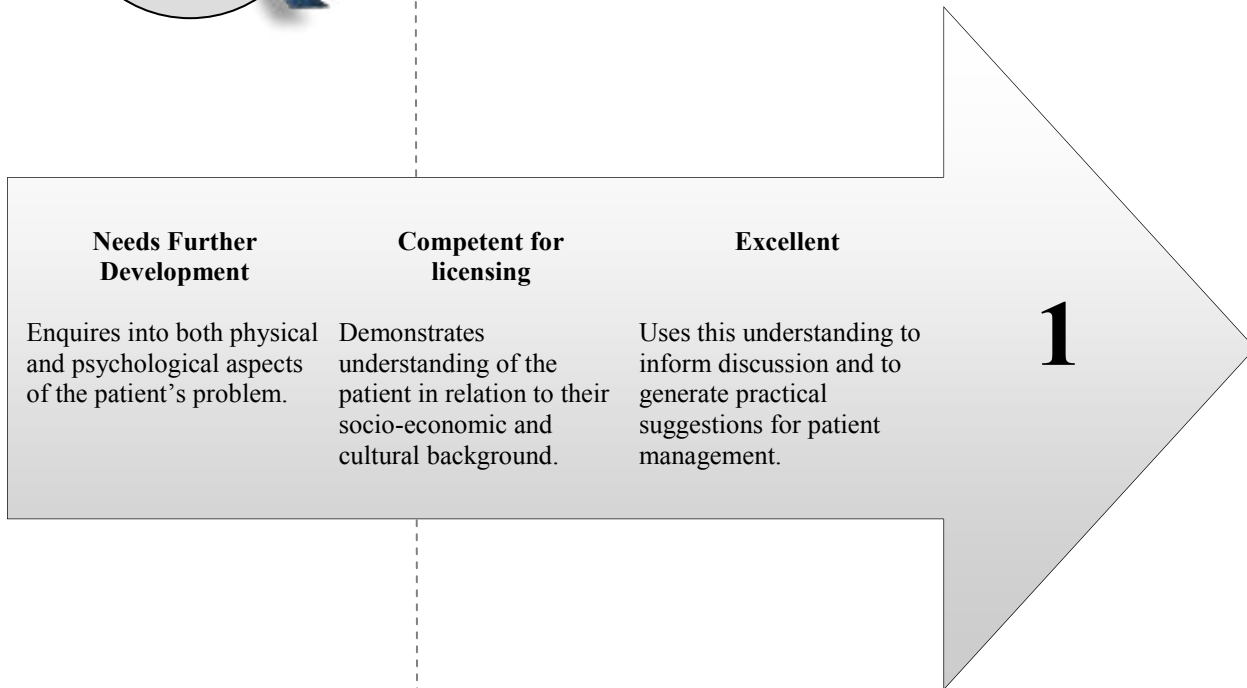 Needs Further
Development
Enquires into both physical
and psychological aspects
of the patient's problem.
Competent for
licensing
Demonstrates
understanding of the
patient in relation to their
socio-economic and
cultural background.
Excellent
Uses this understanding to
inform discussion and to
generate practical
suggestions for patient
management.
1